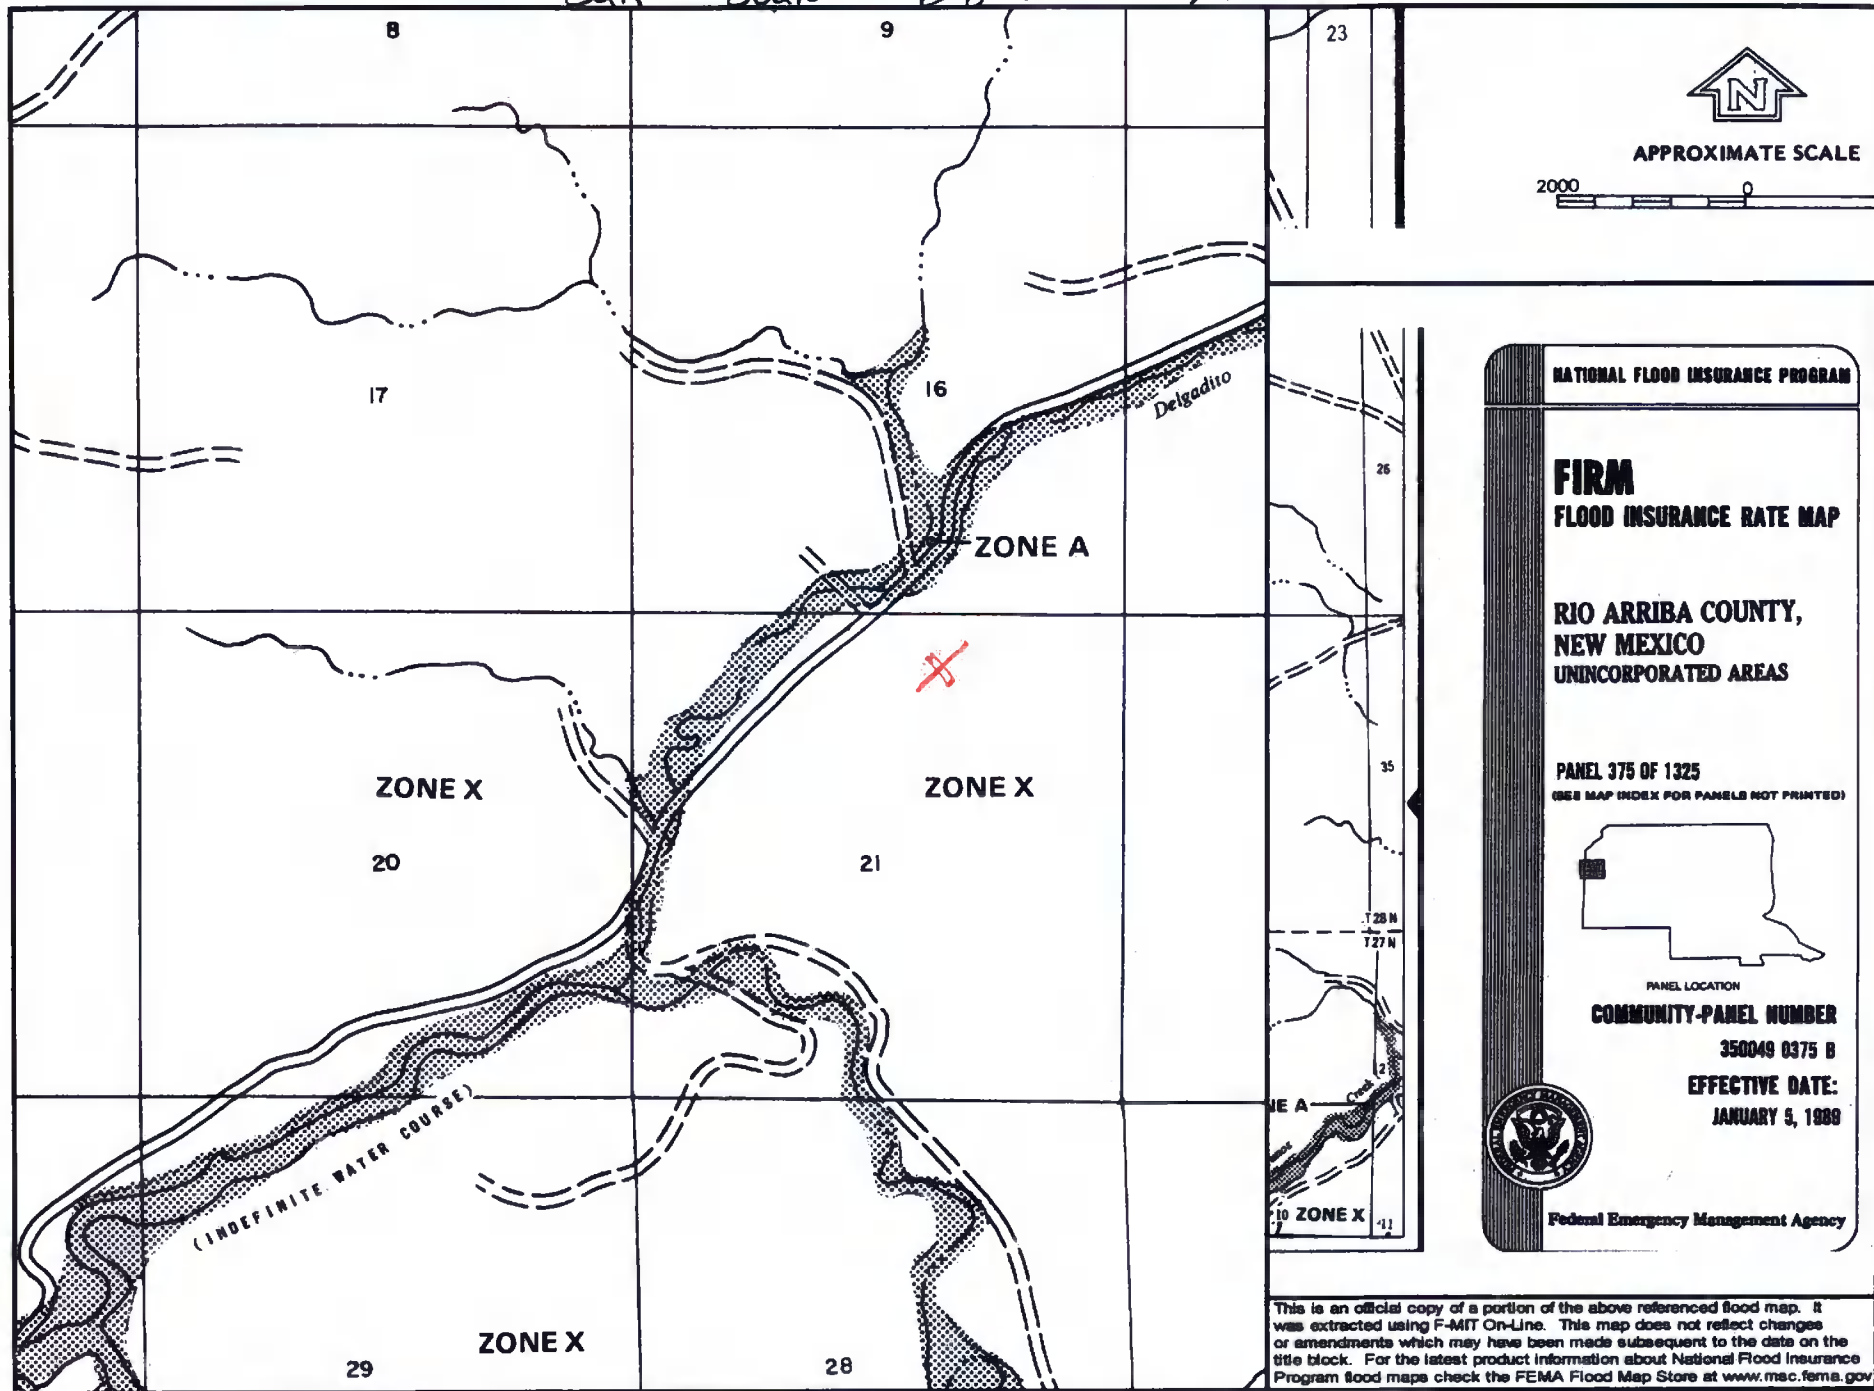 8
9
23
N
APPROXIMATE SCALE
2000
0
17
16
Delgadito
26
ZONE A
ZONE X
ZONE X
35
20
21
T28N
T27N
(INDEFINITE WATER COURSE)
NE A
Creek
12
10 ZONE X
11
ZONE X
29
28
NATIONAL FLOOD INSURANCE PROGRAM
FIRM
FLOOD INSURANCE RATE MAP
RIO ARRIBA COUNTY,
NEW MEXICO
UNINCORPORATED AREAS
PANEL 375 OF 1325
(SEE MAP INDEX FOR PANELS NOT PRINTED)
PANEL LOCATION
COMMUNITY-PANEL NUMBER
350049 0375 B
EFFECTIVE DATE:
JANUARY 5, 1989
Federal Emergency Management Agency
This is an official copy of a portion of the above referenced flood map. It
was extracted using F-MIT On-Line. This map does not reflect changes
or amendments which may have been made subsequent to the date on the
title block. For the latest product information about National Flood Insurance
Program flood maps check the FEMA Flood Map Store at www.msc.fema.gov